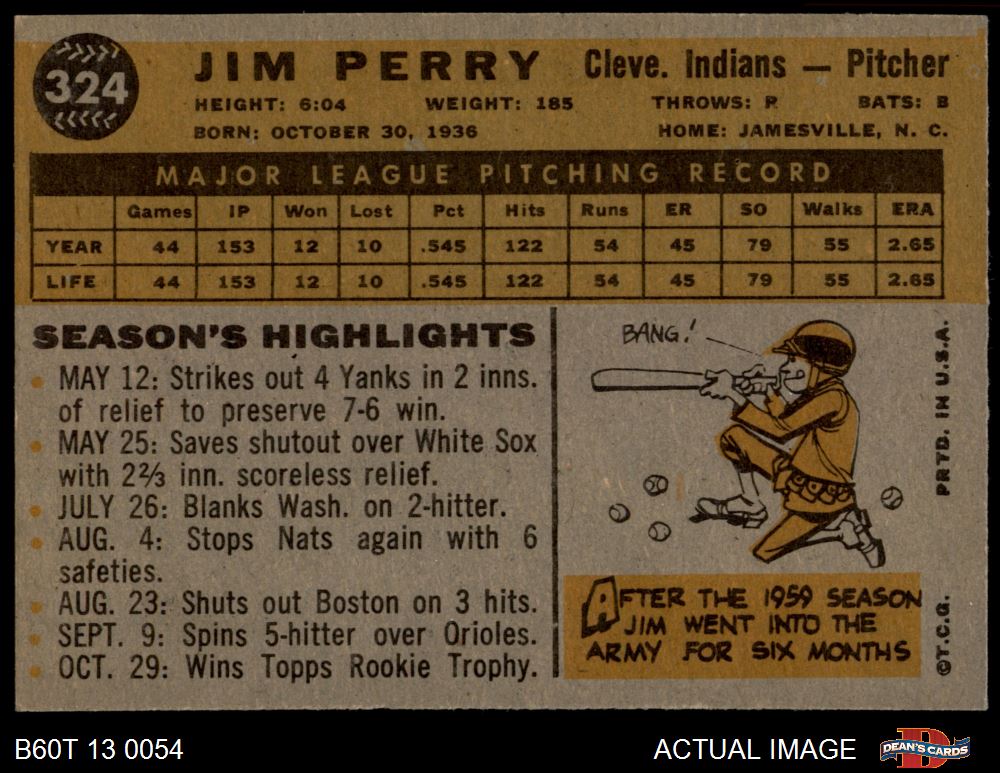 324
JIM PERRY Cleve. Indians — Pitcher
HEIGHT: 6:04 WEIGHT: 185 THROWS: R BATS: B
BORN: OCTOBER 30, 1936 HOME: JAMESVILLE, N. C.
MAJOR LEAGUE PITCHING RECORD
Games IP Won Lost Pct Hits Runs ER SO Walks ERA
YEAR 44 153 12 10 .545 122 54 45 79 55 2.65
LIFE 44 153 12 10 .545 122 54 45 79 55 2.65
SEASON'S HIGHLIGHTS
• MAY 12: Strikes out 4 Yanks in 2 inns.
of relief to preserve 7-6 win.
• MAY 25: Saves shutout over White Sox
with 2⅔ inn. scoreless relief.
• JULY 26: Blanks Wash. on 2-hitter.
• AUG. 4: Stops Nats again with 6
safeties.
• AUG. 23: Shuts out Boston on 3 hits.
• SEPT. 9: Spins 5-hitter over Orioles.
• OCT. 29: Wins Topps Rookie Trophy.
BANG!
AFTER THE 1959 SEASON
JIM WENT INTO THE
ARMY FOR SIX MONTHS
©T.C.G. PRTD. IN U.S.A.
B60T 13 0054 ACTUAL IMAGE DEAN'S CARDS